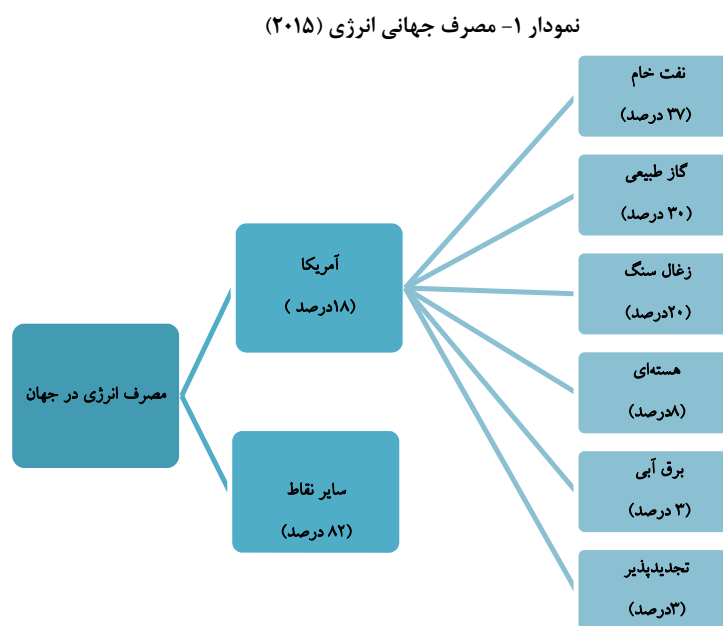 نمودار ۱- مصرف جهانی انرژی (۲۰۱۵)
مصرف انرژی در جهان
آمریکا
(۱۸درصد )
سایر نقاط
(۸۲ درصد)
نفت خام
(۳۷ درصد)
گاز طبیعی
(۳۰ درصد)
زغال سنگ
(۲۰درصد)
هسته‌ای
(۸درصد)
برق آبی
(۳ درصد)
تجدیدپذیر
(۳درصد)